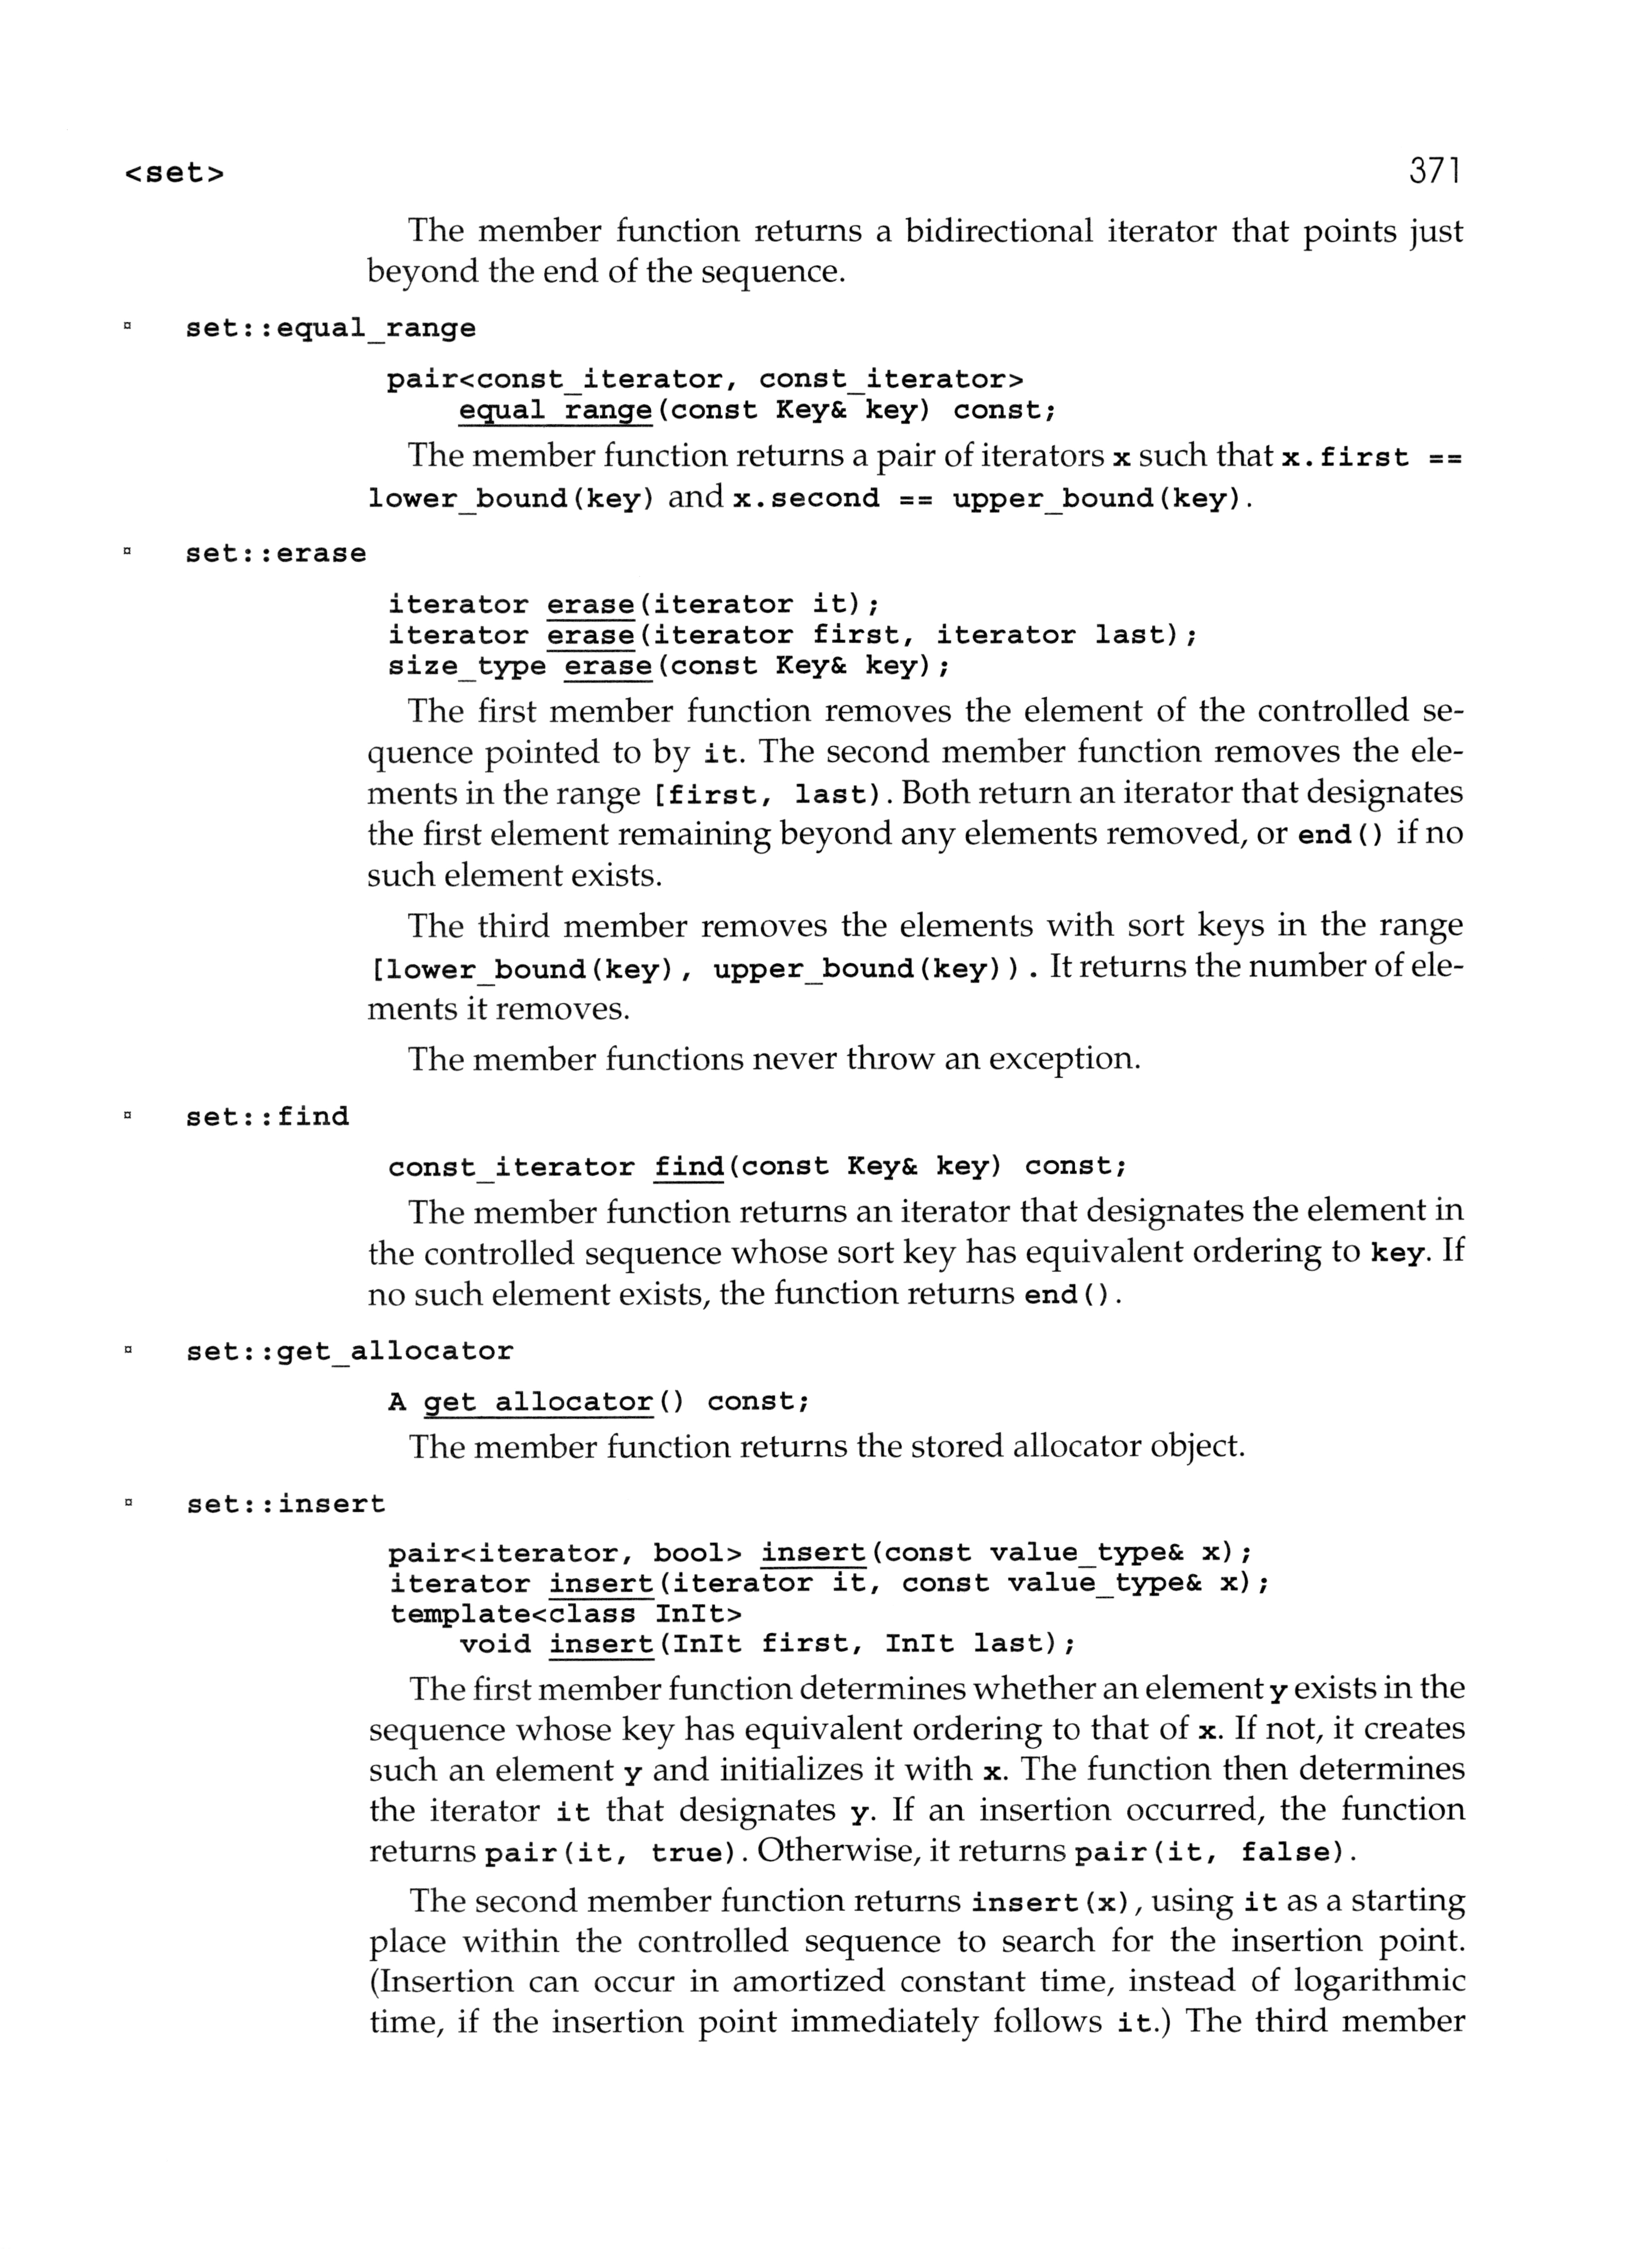 <set>
371
The member function returns a bidirectional iterator that points just
beyond the end of the sequence.
▫ set::equal_range
pair<const_iterator, const_iterator>
equal_range(const Key& key) const;
The member function returns a pair of iterators x such that x.first ==
lower_bound(key) and x.second == upper_bound(key).
▫ set::erase
iterator erase(iterator it);
iterator erase(iterator first, iterator last);
size_type erase(const Key& key);
The first member function removes the element of the controlled se-
quence pointed to by it. The second member function removes the ele-
ments in the range [first, last). Both return an iterator that designates
the first element remaining beyond any elements removed, or end() if no
such element exists.
The third member removes the elements with sort keys in the range
[lower_bound(key), upper_bound(key)). It returns the number of ele-
ments it removes.
The member functions never throw an exception.
▫ set::find
const_iterator find(const Key& key) const;
The member function returns an iterator that designates the element in
the controlled sequence whose sort key has equivalent ordering to key. If
no such element exists, the function returns end().
▫ set::get_allocator
A get_allocator() const;
The member function returns the stored allocator object.
▫ set::insert
pair<iterator, bool> insert(const value_type& x);
iterator insert(iterator it, const value_type& x);
template<class InIt>
void insert(InIt first, InIt last);
The first member function determines whether an element y exists in the
sequence whose key has equivalent ordering to that of x. If not, it creates
such an element y and initializes it with x. The function then determines
the iterator it that designates y. If an insertion occurred, the function
returns pair(it, true). Otherwise, it returns pair(it, false).
The second member function returns insert(x), using it as a starting
place within the controlled sequence to search for the insertion point.
(Insertion can occur in amortized constant time, instead of logarithmic
time, if the insertion point immediately follows it.) The third member